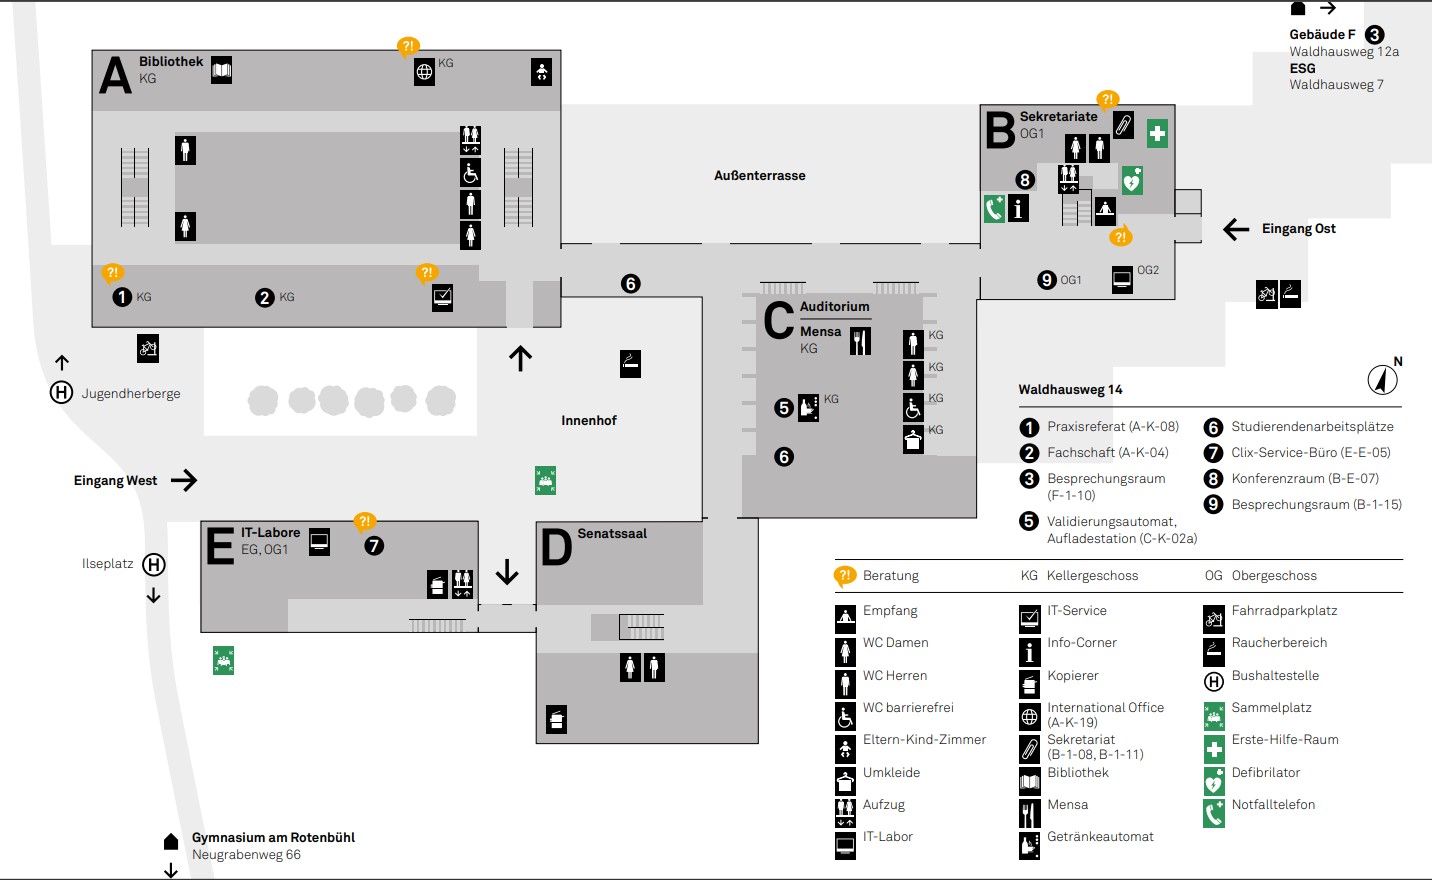 Gebäude F 3
Waldhausweg 12a
ESG
Waldhausweg 7
A Bibliothek
KG
?!
KG
B Sekretariate
OG1
?!
8
i
?!
Außenterrasse
Eingang Ost
?!
1 KG
2 KG
?!
6
9 OG1
OG2
C Auditorium
Mensa
KG
KG
KG
KG
KG
5 KG
6
H Jugendherberge
Innenhof
Eingang West
E IT-Labore
EG, OG1
?!
7
D Senatssaal
Ilseplatz H
Gymnasium am Rotenbühl
Neugrabenweg 66
N
Waldhausweg 14
1 Praxisreferat (A-K-08)
2 Fachschaft (A-K-04)
3 Besprechungsraum
(F-1-10)
5 Validierungsautomat,
Aufladestation (C-K-02a)
6 Studierendenarbeitsplätze
7 Clix-Service-Büro (E-E-05)
8 Konferenzraum (B-E-07)
9 Besprechungsraum (B-1-15)
?! Beratung
KG Kellergeschoss
OG Obergeschoss
Empfang
WC Damen
WC Herren
WC barrierefrei
Eltern-Kind-Zimmer
Umkleide
Aufzug
IT-Labor
IT-Service
i Info-Corner
Kopierer
International Office
(A-K-19)
Sekretariat
(B-1-08, B-1-11)
Bibliothek
Mensa
Getränkeautomat
Fahrradparkplatz
Raucherbereich
H Bushaltestelle
Sammelplatz
Erste-Hilfe-Raum
Defibrilator
Notfalltelefon